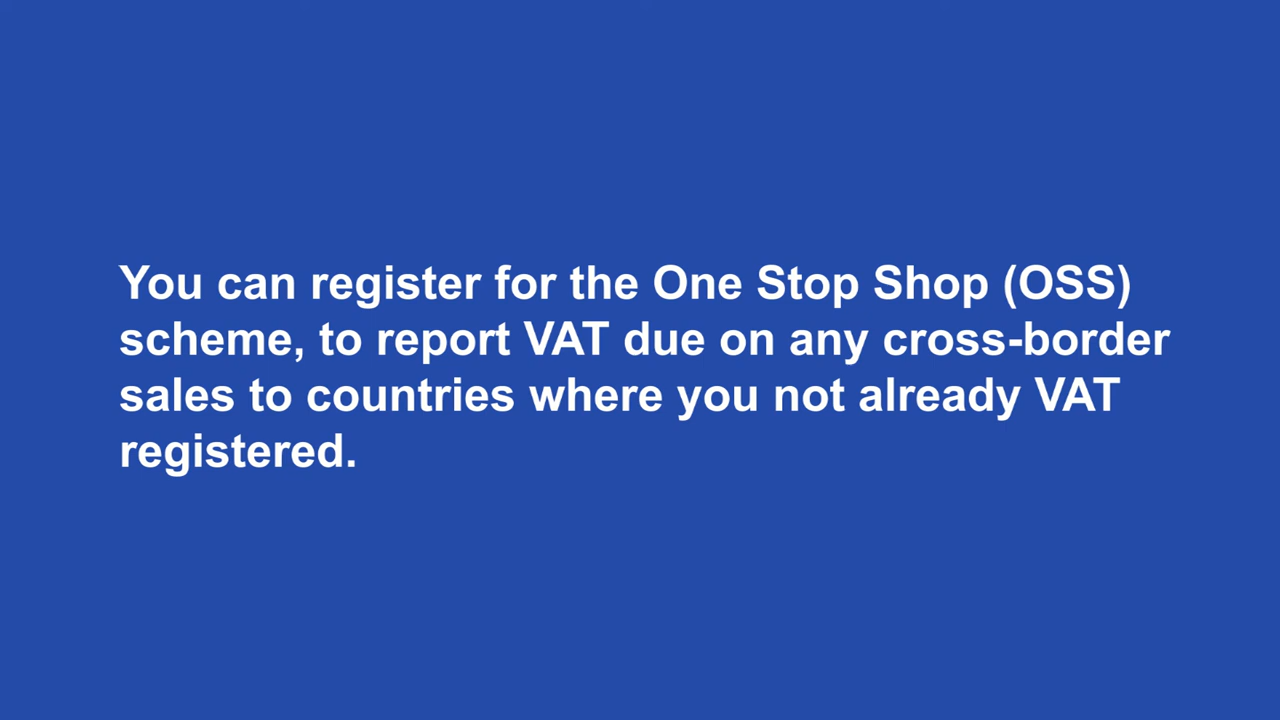 You can register for the One Stop Shop (OSS)
scheme, to report VAT due on any cross-border
sales to countries where you not already VAT
registered.